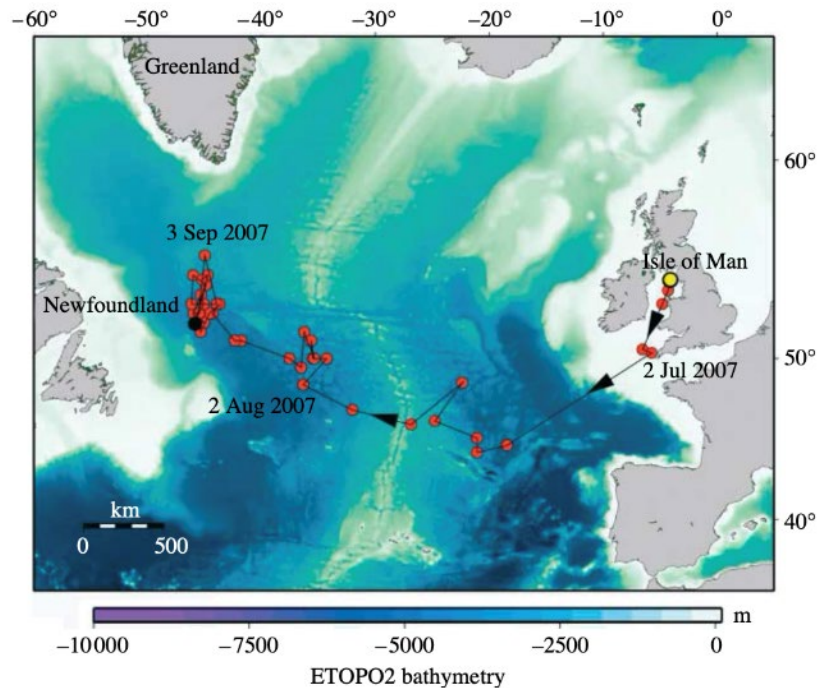 −60° −50° −40° −30° −20° −10° 0°
Greenland
60°
3 Sep 2007
Isle of Man
Newfoundland
50°
2 Jul 2007
2 Aug 2007
km
0 500
40°
m
−10000 −7500 −5000 −2500 0
ETOPO2 bathymetry